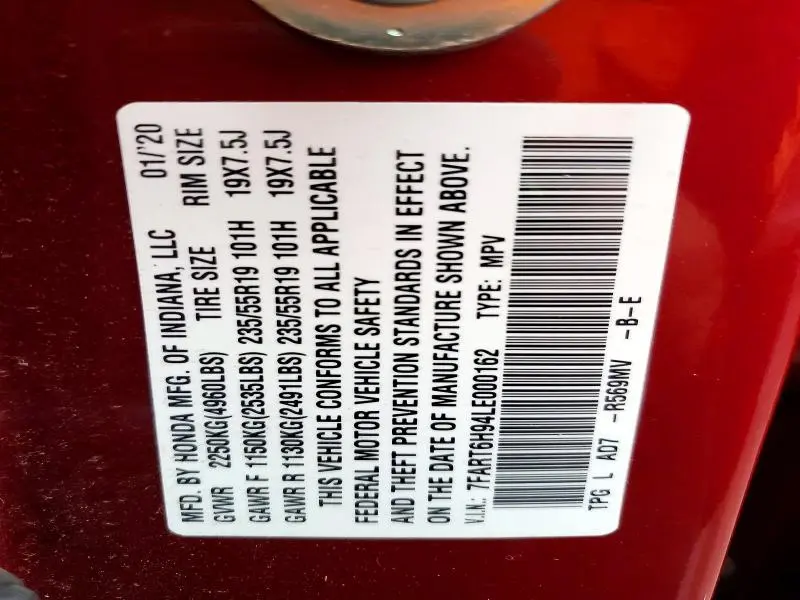 MFD. BY HONDA MFG. OF INDIANA, LLC 01/'20
GVWR 2250KG(4960LBS) TIRE SIZE RIM SIZE
GAWR F 1150KG(2535LBS) 235/55R19 101H 19X7.5J
GAWR R 1130KG(2491LBS) 235/55R19 101H 19X7.5J
THIS VEHICLE CONFORMS TO ALL APPLICABLE
FEDERAL MOTOR VEHICLE SAFETY
AND THEFT PREVENTION STANDARDS IN EFFECT
ON THE DATE OF MANUFACTURE SHOWN ABOVE.
V.I.N.: 7FART6H94LE000162 TYPE: MPV
TPG L AD7 -R569MV -B-E